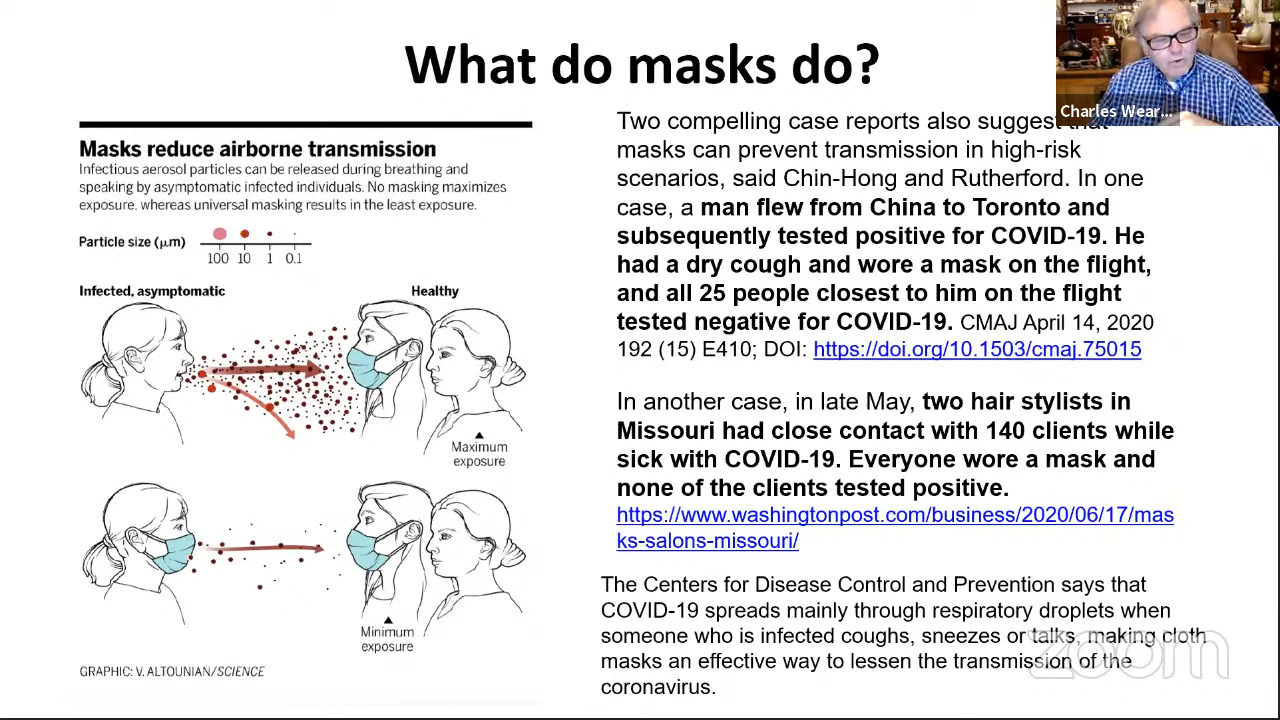 What do masks do?
Charles Wear...
Masks reduce airborne transmission
Infectious aerosol particles can be released during breathing and
speaking by asymptomatic infected individuals. No masking maximizes
exposure, whereas universal masking results in the least exposure.
Particle size (μm)
100 10 1 0.1
Infected, asymptomatic
Healthy
Maximum
exposure
Minimum
exposure
GRAPHIC: V. ALTOUNIAN/SCIENCE
Two compelling case reports also suggest that
masks can prevent transmission in high-risk
scenarios, said Chin-Hong and Rutherford. In one
case, a man flew from China to Toronto and
subsequently tested positive for COVID-19. He
had a dry cough and wore a mask on the flight,
and all 25 people closest to him on the flight
tested negative for COVID-19. CMAJ April 14, 2020
192 (15) E410; DOI: https://doi.org/10.1503/cmaj.75015
In another case, in late May, two hair stylists in
Missouri had close contact with 140 clients while
sick with COVID-19. Everyone wore a mask and
none of the clients tested positive.
https://www.washingtonpost.com/business/2020/06/17/mas
ks-salons-missouri/
The Centers for Disease Control and Prevention says that
COVID-19 spreads mainly through respiratory droplets when
someone who is infected coughs, sneezes or talks, making cloth
masks an effective way to lessen the transmission of the
coronavirus.
zoom